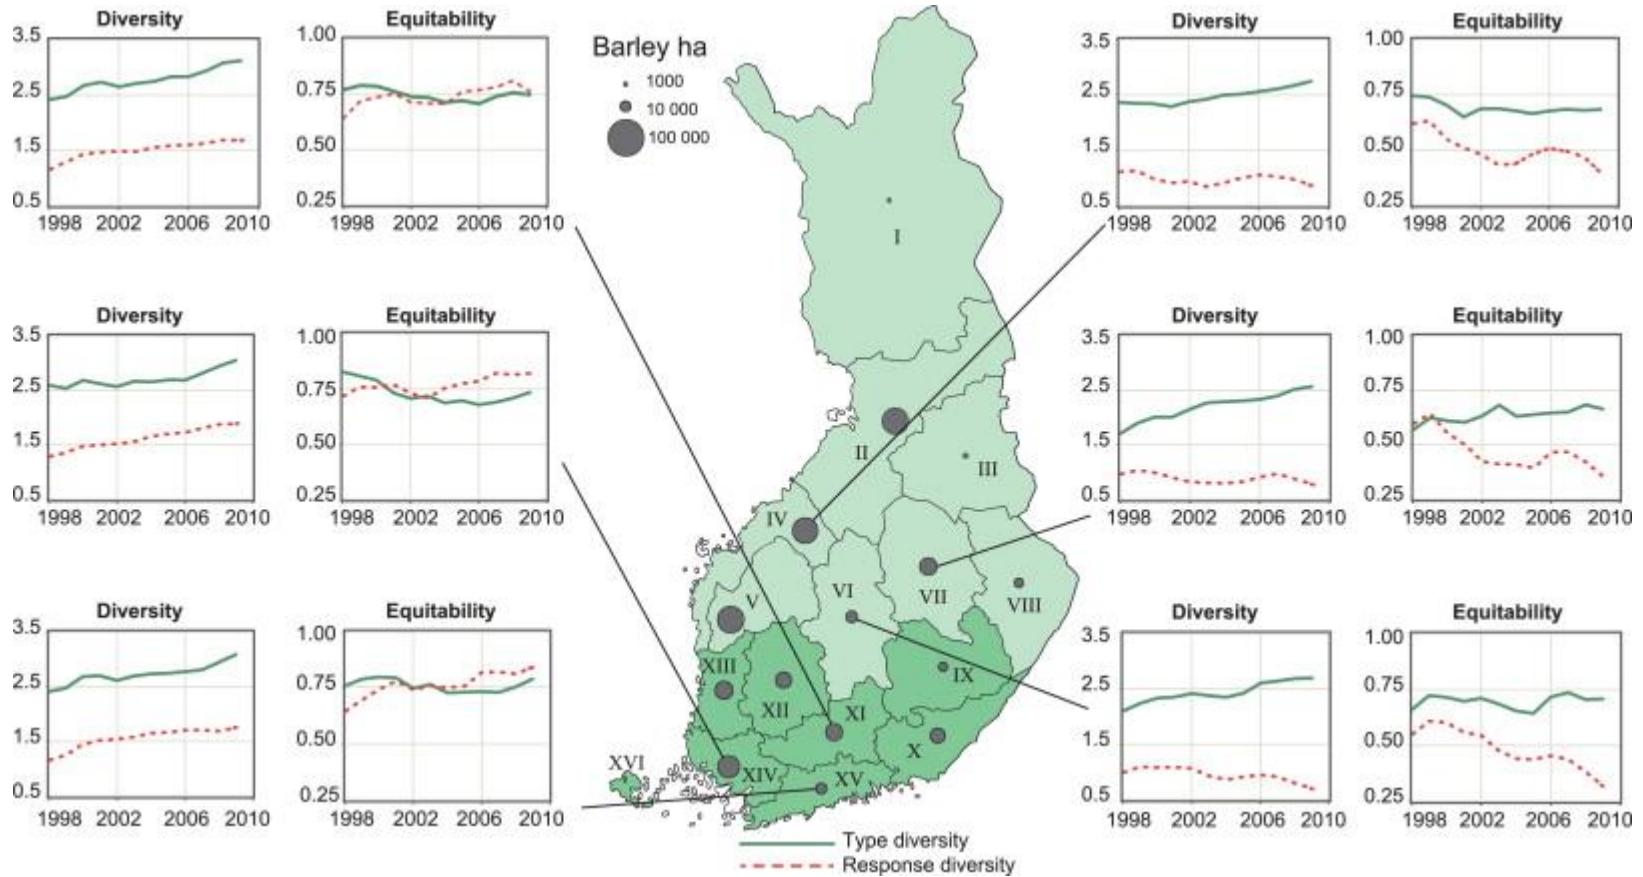 Diversity
3.5
2.5
1.5
0.5
1998 2002 2006 2010
Equitability
1.00
0.75
0.50
0.25
1998 2002 2006 2010
Diversity
3.5
2.5
1.5
0.5
1998 2002 2006 2010
Equitability
1.00
0.75
0.50
0.25
1998 2002 2006 2010
Diversity
3.5
2.5
1.5
0.5
1998 2002 2006 2010
Equitability
1.00
0.75
0.50
0.25
1998 2002 2006 2010
Barley ha
1000
10 000
100 000
I
II
III
IV
V
VI
VII
VIII
XIII
XII
IX
XI
X
XVI
XIV
XV
Type diversity
Response diversity
Diversity
3.5
2.5
1.5
0.5
1998 2002 2006 2010
Equitability
1.00
0.75
0.50
0.25
1998 2002 2006 2010
Diversity
3.5
2.5
1.5
0.5
1998 2002 2006 2010
Equitability
1.00
0.75
0.50
0.25
1998 2002 2006 2010
Diversity
3.5
2.5
1.5
0.5
1998 2002 2006 2010
Equitability
1.00
0.75
0.50
0.25
1998 2002 2006 2010